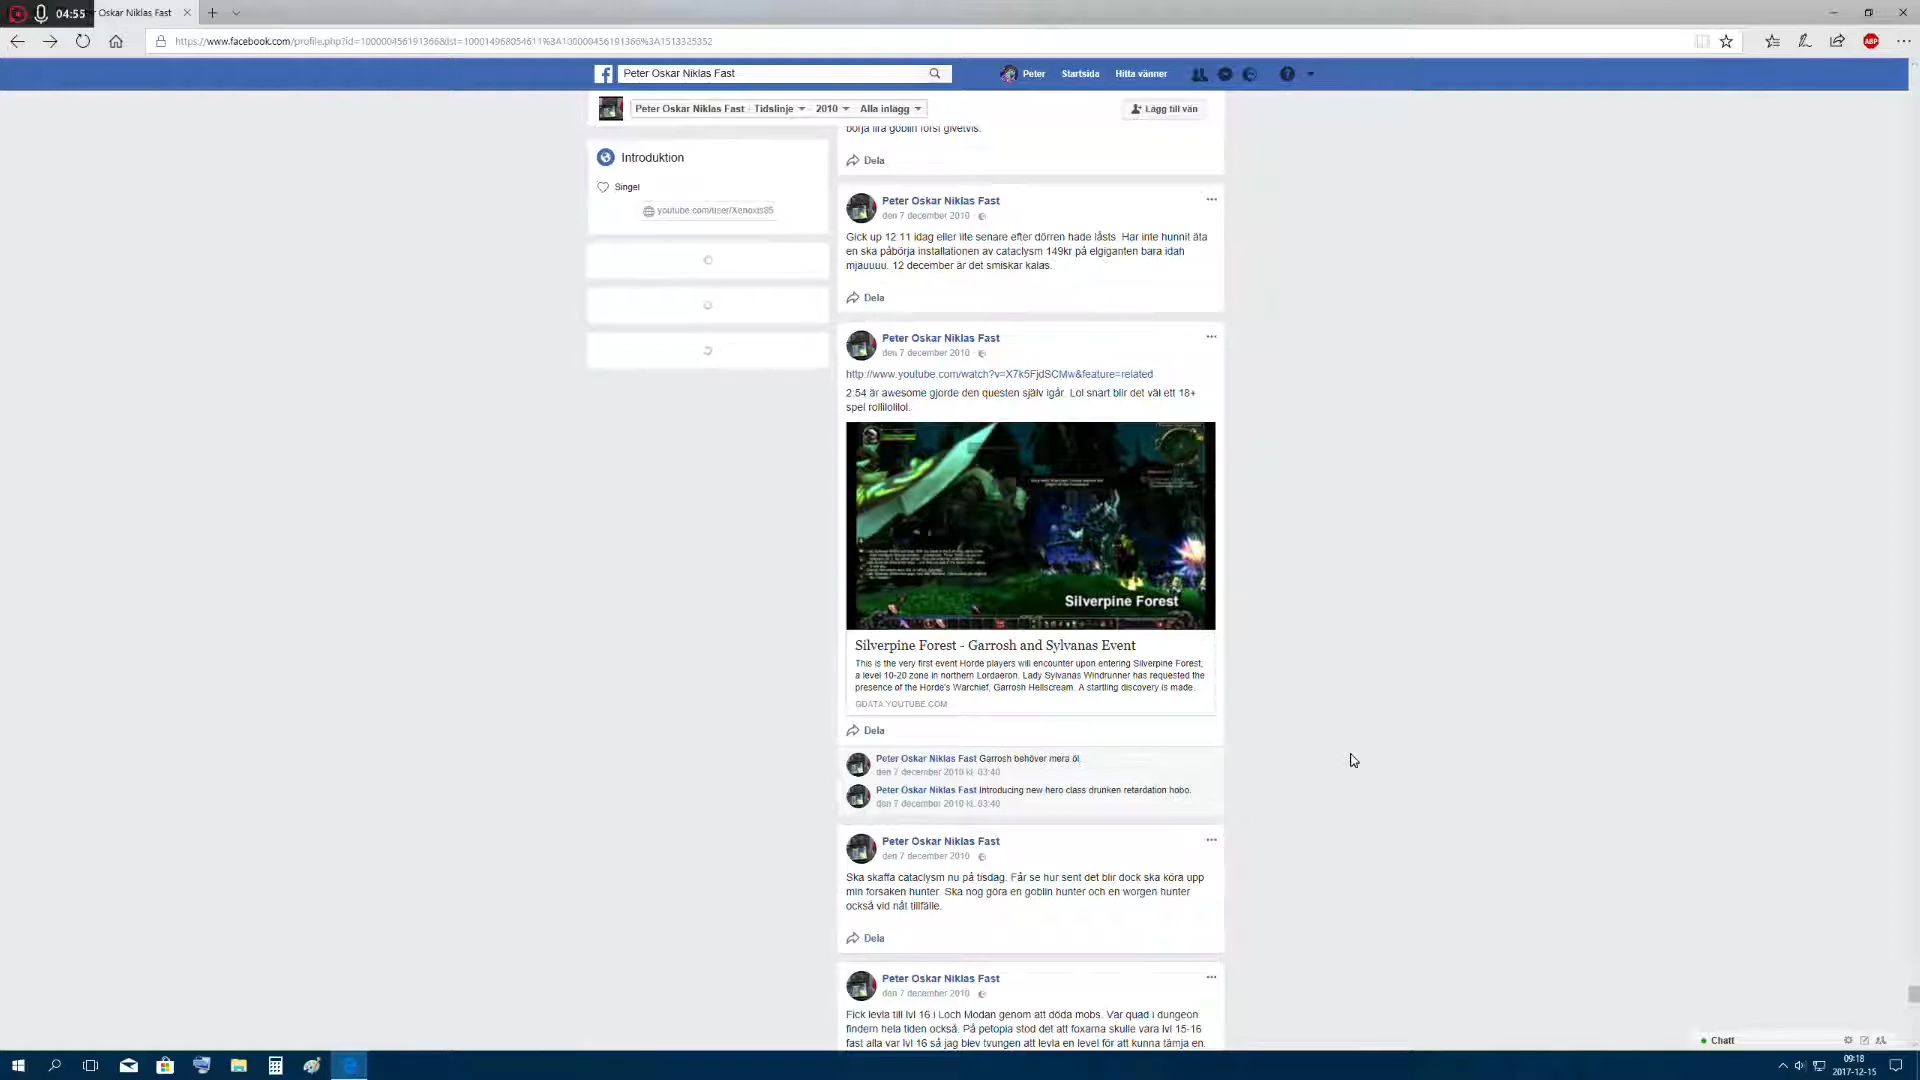 04:55
Oskar Niklas Fast
https://www.facebook.com/profile.php?id=100000456191366&dst=100014968054611%3A100000456191366%3A1513325352
ABP
Peter Oskar Niklas Fast
Peter
Startsida
Hitta vänner
Peter Oskar Niklas Fast
Tidslinje
2010
Alla inlägg
Lägg till vän
Introduktion
Singel
youtube.com/user/Xenoxis85
börja lira goblin först givetvis.
Dela
Peter Oskar Niklas Fast
den 7 december 2010
Gick up 12 11 idag eller lite senare efter dörren hade låsts. Har inte hunnit äta
en ska påbörja installationen av cataclysm 149kr på elgiganten bara idah
mjauuuu. 12 december är det smiskar kalas.
Dela
Peter Oskar Niklas Fast
den 7 december 2010
http://www.youtube.com/watch?v=X7k5FjdSCMw&feature=related
2:54 är awesome gjorde den questen själv igår. Lol snart blir det väl ett 18+
spel rofllolilol.
Silverpine Forest
Silverpine Forest - Garrosh and Sylvanas Event
This is the very first event Horde players will encounter upon entering Silverpine Forest,
a level 10-20 zone in northern Lordaeron. Lady Sylvanas Windrunner has requested the
presence of the Horde's Warchief, Garrosh Hellscream. A startling discovery is made...
GDATA.YOUTUBE.COM
Dela
Peter Oskar Niklas Fast Garrosh behöver mera öl.
den 7 december 2010 kl. 03:40
Peter Oskar Niklas Fast Introducing new hero class drunken retardation hobo.
den 7 december 2010 kl. 03:40
Peter Oskar Niklas Fast
den 7 december 2010
Ska skaffa cataclysm nu på tisdag. Får se hur sent det blir dock ska köra upp
min forsaken hunter. Ska nog göra en goblin hunter och en worgen hunter
också vid nåt tillfälle.
Dela
Peter Oskar Niklas Fast
den 7 december 2010
Fick levla till lvl 16 i Loch Modan genom att döda mobs. Var quad i dungeon
findern hela tiden också. På petopia stod det att foxarna skulle vara lvl 15-16
fast alla var lvl 16 så jag blev tvungen att levla en level för att kunna tämja en.
Chatt
09:18
2017-12-15